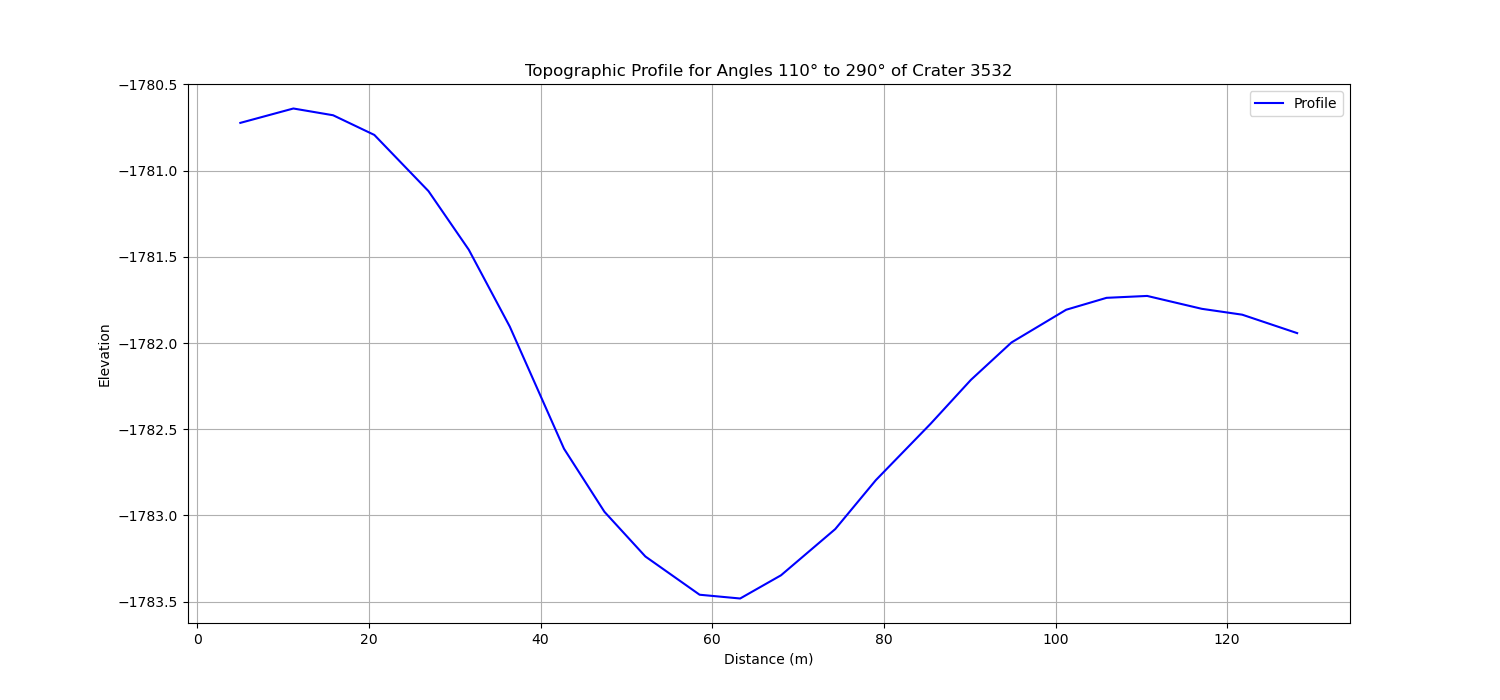 Topographic Profile for Angles 110° to 290° of Crater 3532
−1780.5
−1781.0
−1781.5
−1782.0
−1782.5
−1783.0
−1783.5
Elevation
Profile
0 20 40 60 80 100 120
Distance (m)